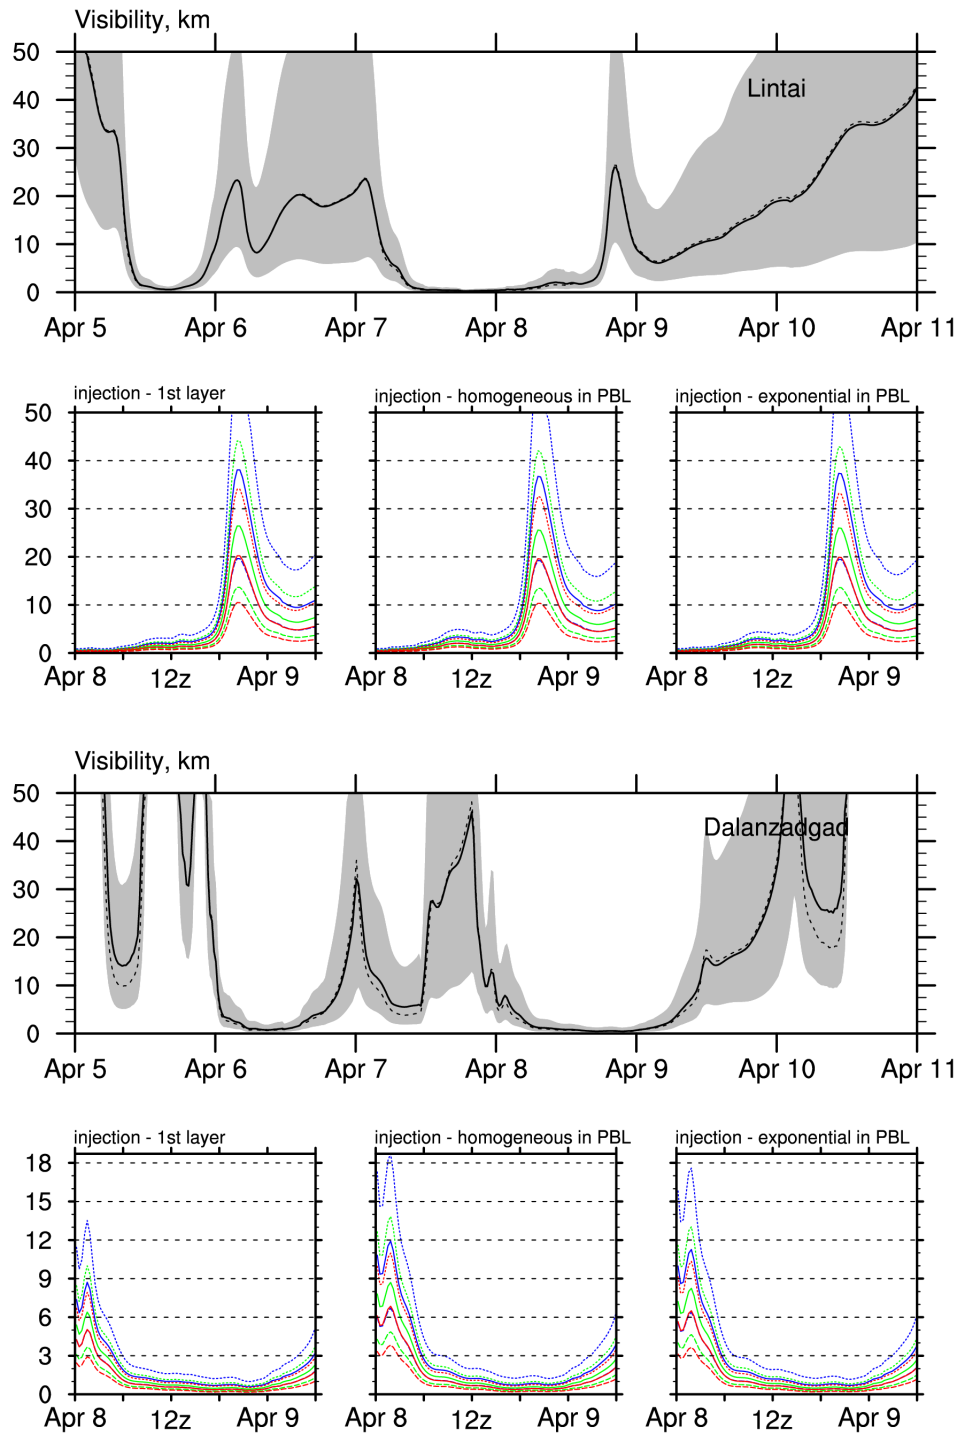 Visibility, km
50
40
30
20
10
0
Lintai
Apr 5 Apr 6 Apr 7 Apr 8 Apr 9 Apr 10 Apr 11
injection - 1st layer injection - homogeneous in PBL injection - exponential in PBL
50
40
30
20
10
0
Apr 8 12z Apr 9 Apr 8 12z Apr 9 Apr 8 12z Apr 9
Visibility, km
50
40
30
20
10
0
Dalanzadgad
Apr 5 Apr 6 Apr 7 Apr 8 Apr 9 Apr 10 Apr 11
injection - 1st layer injection - homogeneous in PBL injection - exponential in PBL
18
15
12
9
6
3
0
Apr 8 12z Apr 9 Apr 8 12z Apr 9 Apr 8 12z Apr 9